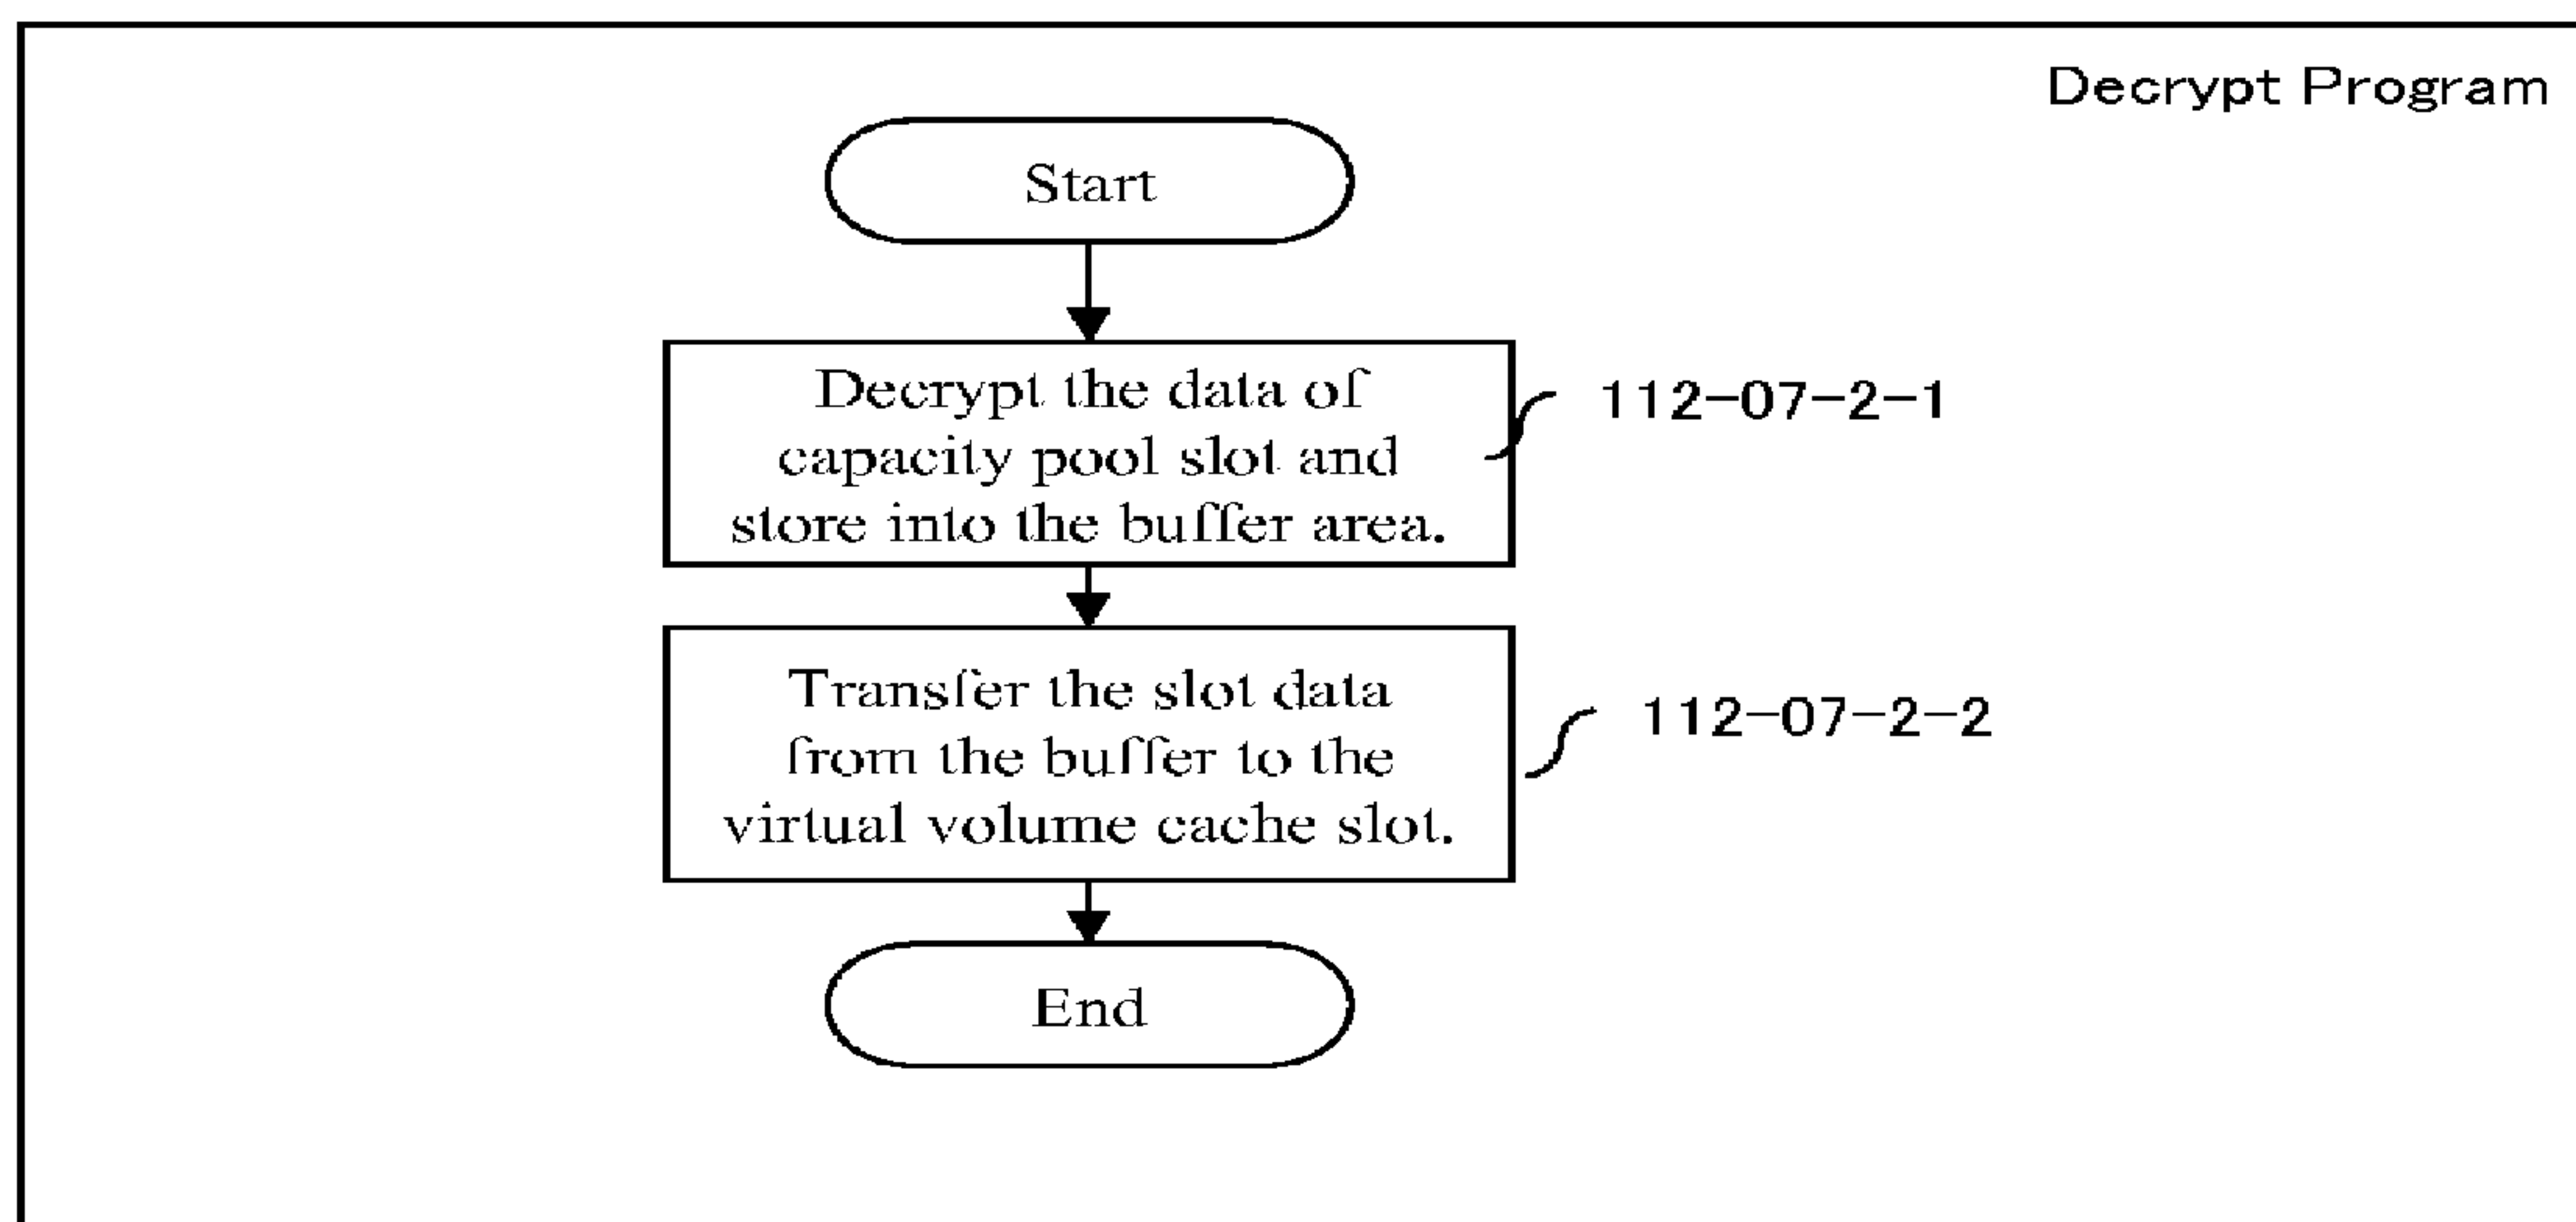 Decrypt Program
Start
Decrypt the data of
capacity pool slot and
store into the buffer area.
112-07-2-1
Transfer the slot data
from the buffer to the
virtual volume cache slot.
112-07-2-2
End